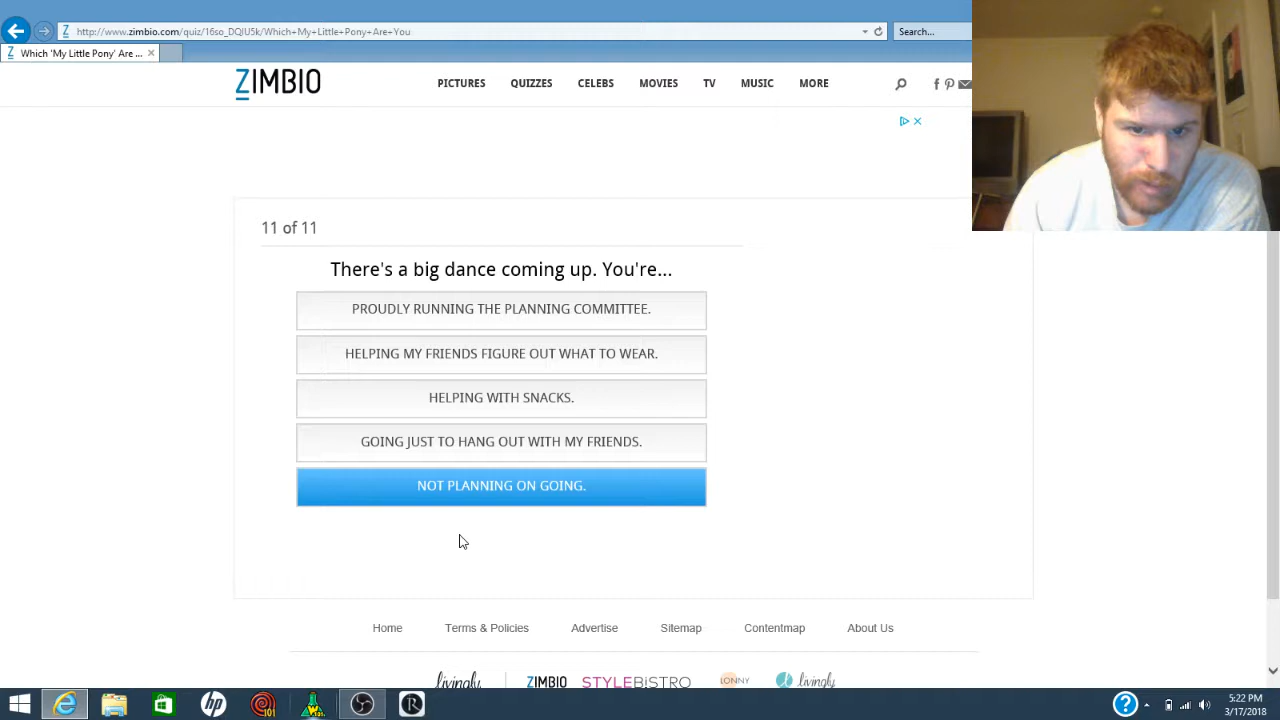 http://www.zimbio.com/quiz/16so_DQlU5k/Which+My+Little+Pony+Are+You
Search...
Which 'My Little Pony' Are ...
ZIMBIO
PICTURES QUIZZES CELEBS MOVIES TV MUSIC MORE
11 of 11
There's a big dance coming up. You're...
PROUDLY RUNNING THE PLANNING COMMITTEE.
HELPING MY FRIENDS FIGURE OUT WHAT TO WEAR.
HELPING WITH SNACKS.
GOING JUST TO HANG OUT WITH MY FRIENDS.
NOT PLANNING ON GOING.
Home Terms & Policies Advertise Sitemap Contentmap About Us
livingly ZIMBIO STYLEBISTRO LONNY livingly
5:22 PM
3/17/2018